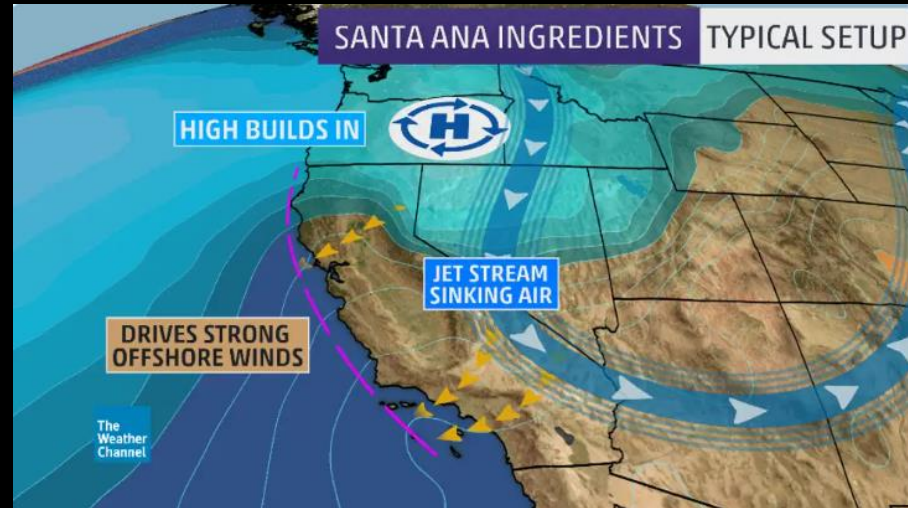 SANTA ANA INGREDIENTS TYPICAL SETUP
HIGH BUILDS IN
H
JET STREAM
SINKING AIR
DRIVES STRONG
OFFSHORE WINDS
The
Weather
Channel